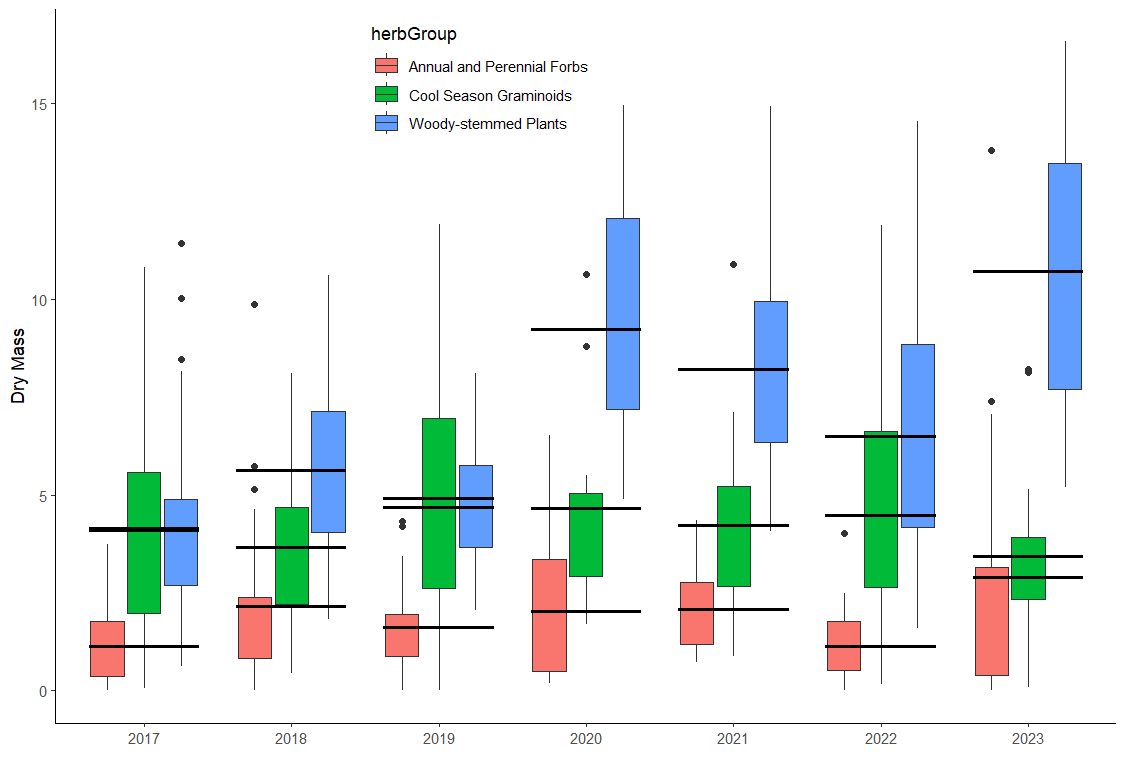 herbGroup
Annual and Perennial Forbs
Cool Season Graminoids
Woody-stemmed Plants
Dry Mass
15
10
5
0
2017 2018 2019 2020 2021 2022 2023